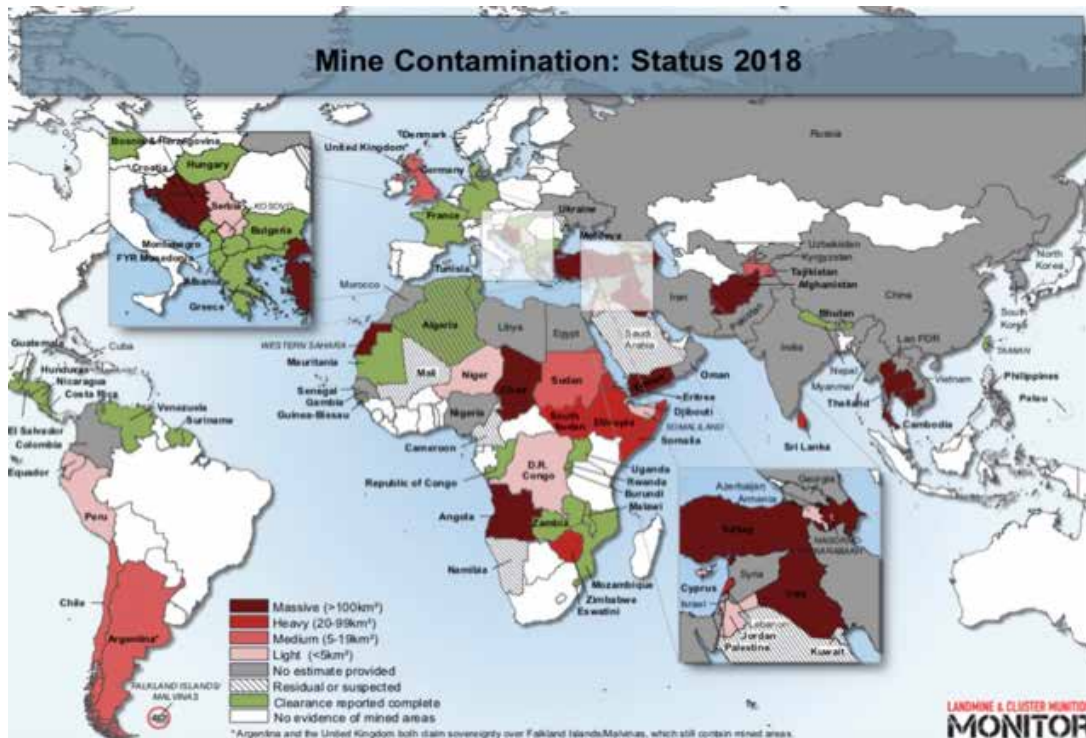 Mine Contamination: Status 2018
Bosnia & Herzegovina
Croatia
Hungary
Serbia
KOSOVO
Bulgaria
Montenegro
FYR Macedonia
Albania
Greece
Denmark
United Kingdom*
Germany
France
Ukraine
Moldova
Russia
Tunisia
Morocco
Algeria
Libya
Egypt
Saudi
Arabia
Iran
Uzbekistan
Kyrgyzstan
Tajikistan
Afghanistan
Pakistan
China
India
Bhutan
Nepal
Myanmar
Lao PDR
Vietnam
Thailand
Cambodia
North
Korea
South
Korea
TAIWAN
Philippines
Palau
Sri Lanka
WESTERN SAHARA
Mauritania
Mali
Niger
Chad
Sudan
South
Sudan
Ethiopia
Yemen
Oman
Eritrea
Djibouti
SOMALILAND
Somalia
Senegal
Gambia
Guinea-Bissau
Nigeria
Cameroon
Republic of Congo
D.R.
Congo
Uganda
Rwanda
Burundi
Malawi
Angola
Zambia
Namibia
Mozambique
Zimbabwe
Eswatini
Guatemala
Cuba
Honduras
Nicaragua
Costa Rica
El Salvador
Colombia
Venezuela
Suriname
Equador
Peru
Chile
Argentina*
FALKLAND ISLANDS/
MALVINAS
Georgia
Azerbaijan
Armenia
Turkey
NAGORNO-
KARABAKH
Cyprus
Syria
Iraq
Israel
Lebanon
Jordan
Palestine
Kuwait
Massive (>100km²)
Heavy (20-99km²)
Medium (5-19km²)
Light (<5km²)
No estimate provided
Residual or suspected
Clearance reported complete
No evidence of mined areas
*Argentina and the United Kingdom both claim sovereignty over Falkland Islands/Malvinas, which still contain mined areas.
LANDMINE & CLUSTER MUNITION
MONITOR